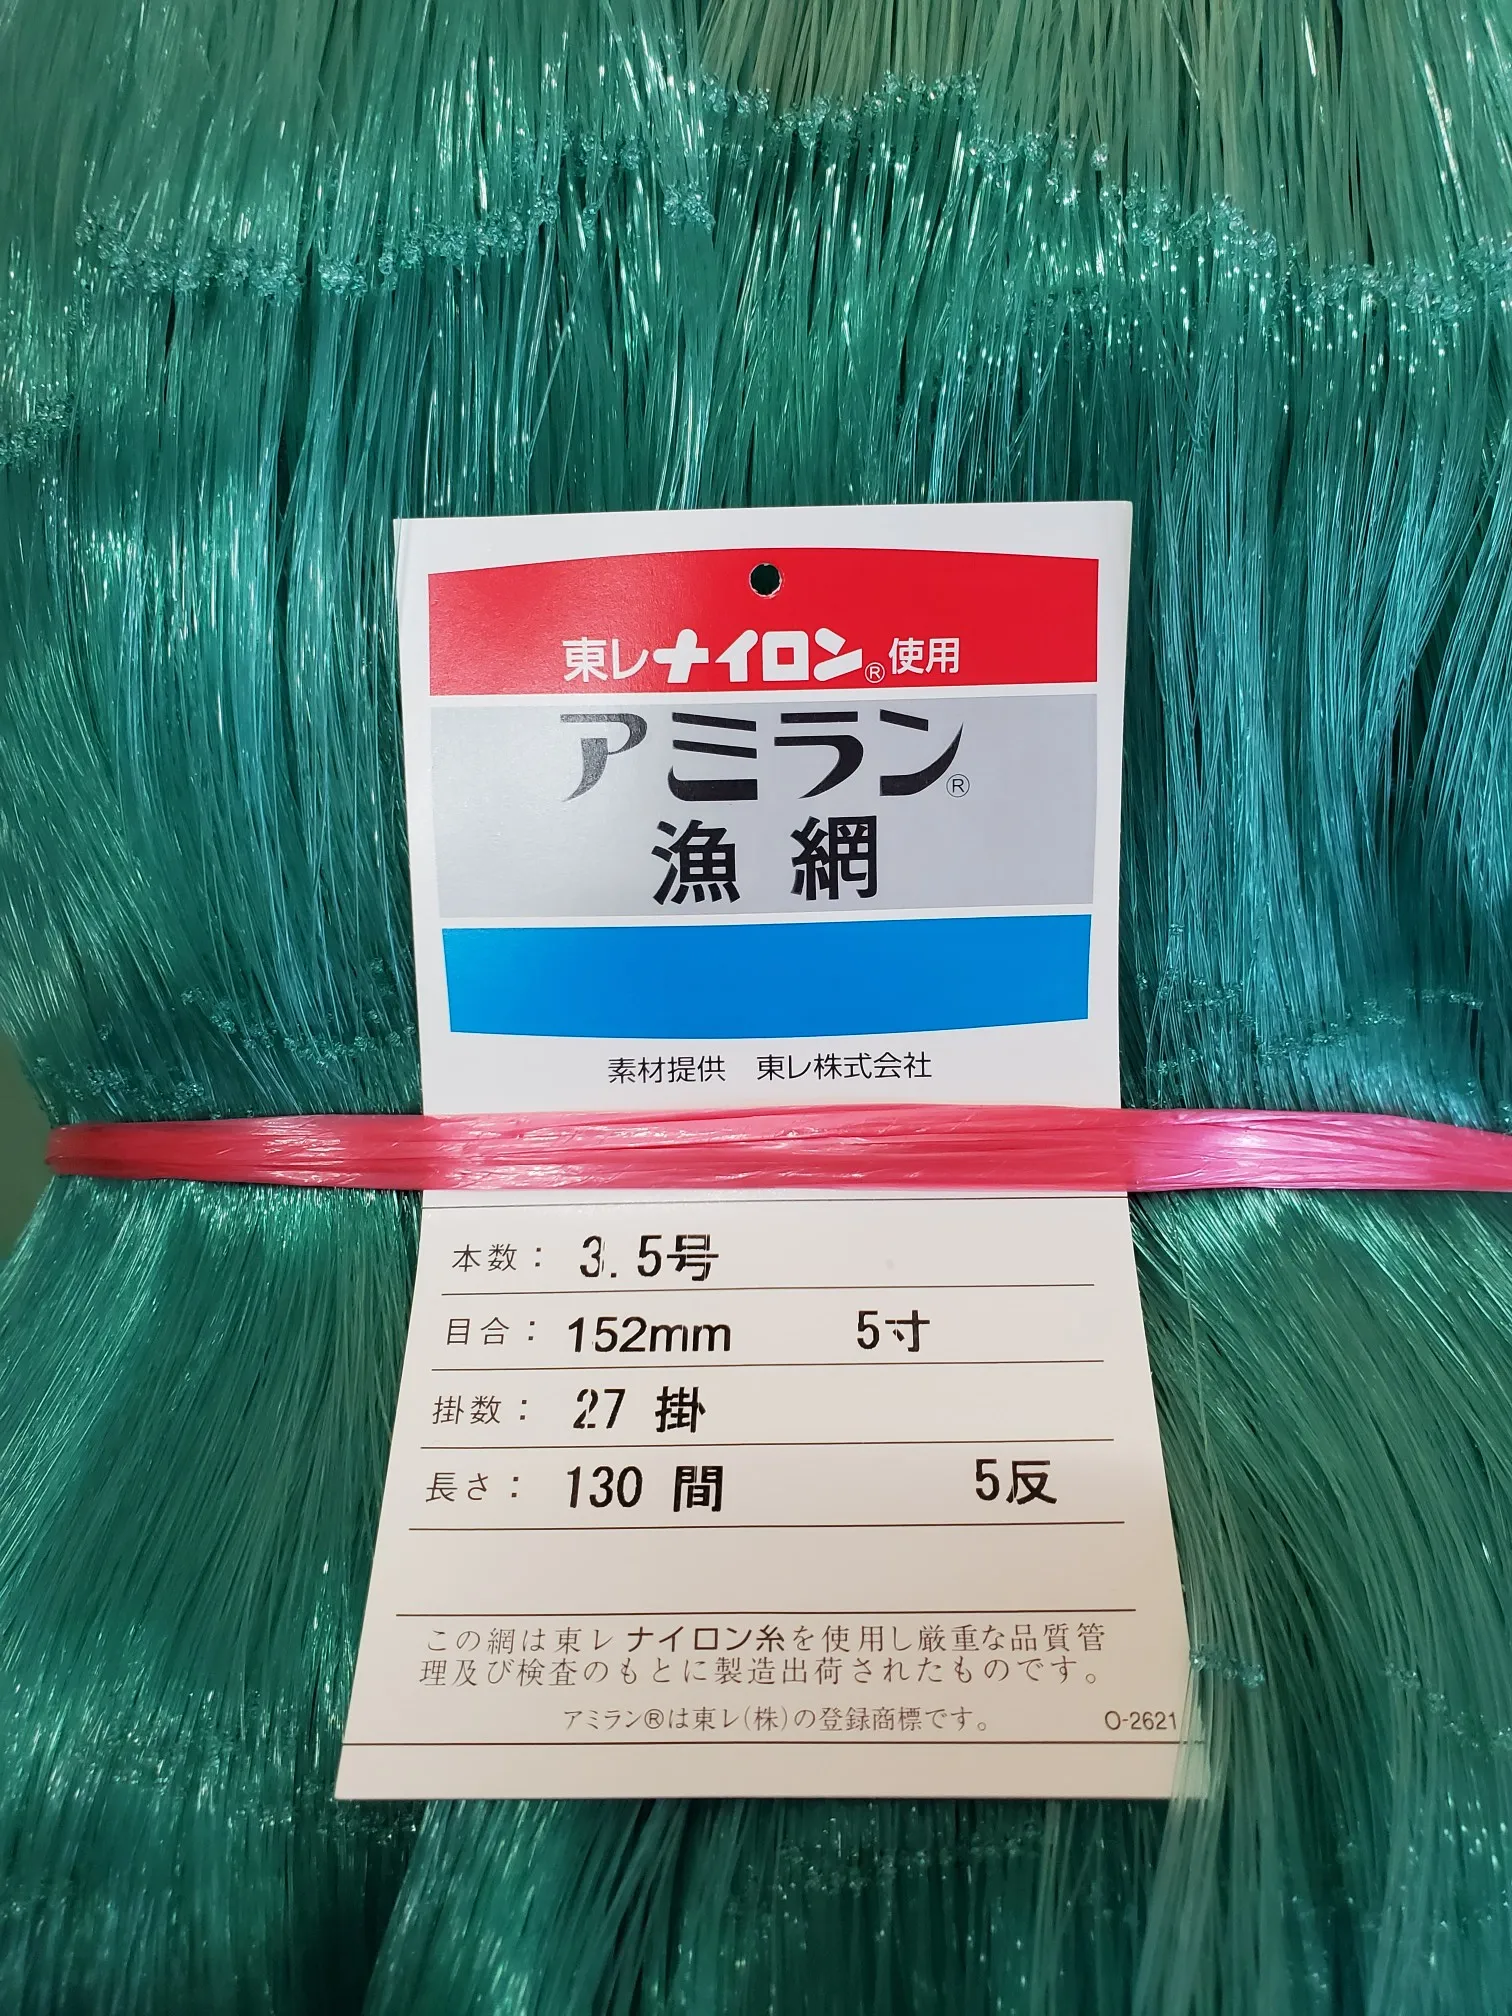 東レナイロン®使用
アミラン®
漁網
素材提供　東レ株式会社
本数： 3.5号
目合： 152mm 5寸
掛数： 27 掛
長さ： 130 間 5反
この網は東レナイロン糸を使用し厳重な品質管
理及び検査のもとに製造出荷されたものです。
アミラン®は東レ(株)の登録商標です。 O-2621